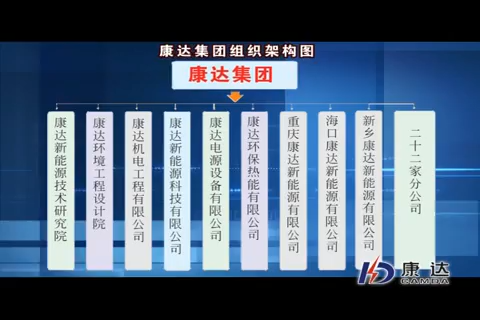 康达集团组织架构图
康达集团
康达新能源技术研究院
康达环境工程设计院
康达机电工程有限公司
康达新能源科技有限公司
康达电源设备有限公司
康达环保热能有限公司
重庆康达新能源有限公司
海口康达新能源有限公司
新乡康达新能源有限公司
二十二家分公司
康达
CAMDA